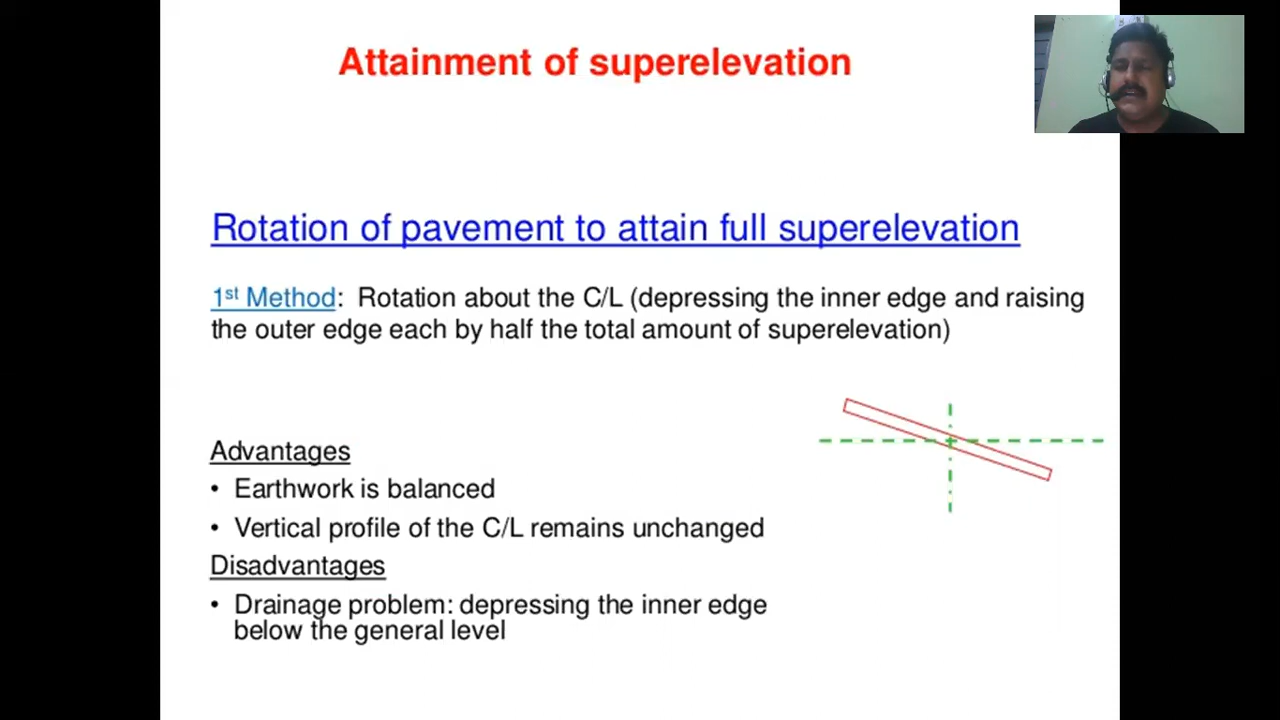 Attainment of superelevation
Rotation of pavement to attain full superelevation
1st Method: Rotation about the C/L (depressing the inner edge and raising
the outer edge each by half the total amount of superelevation)
Advantages
• Earthwork is balanced
• Vertical profile of the C/L remains unchanged
Disadvantages
• Drainage problem: depressing the inner edge
below the general level